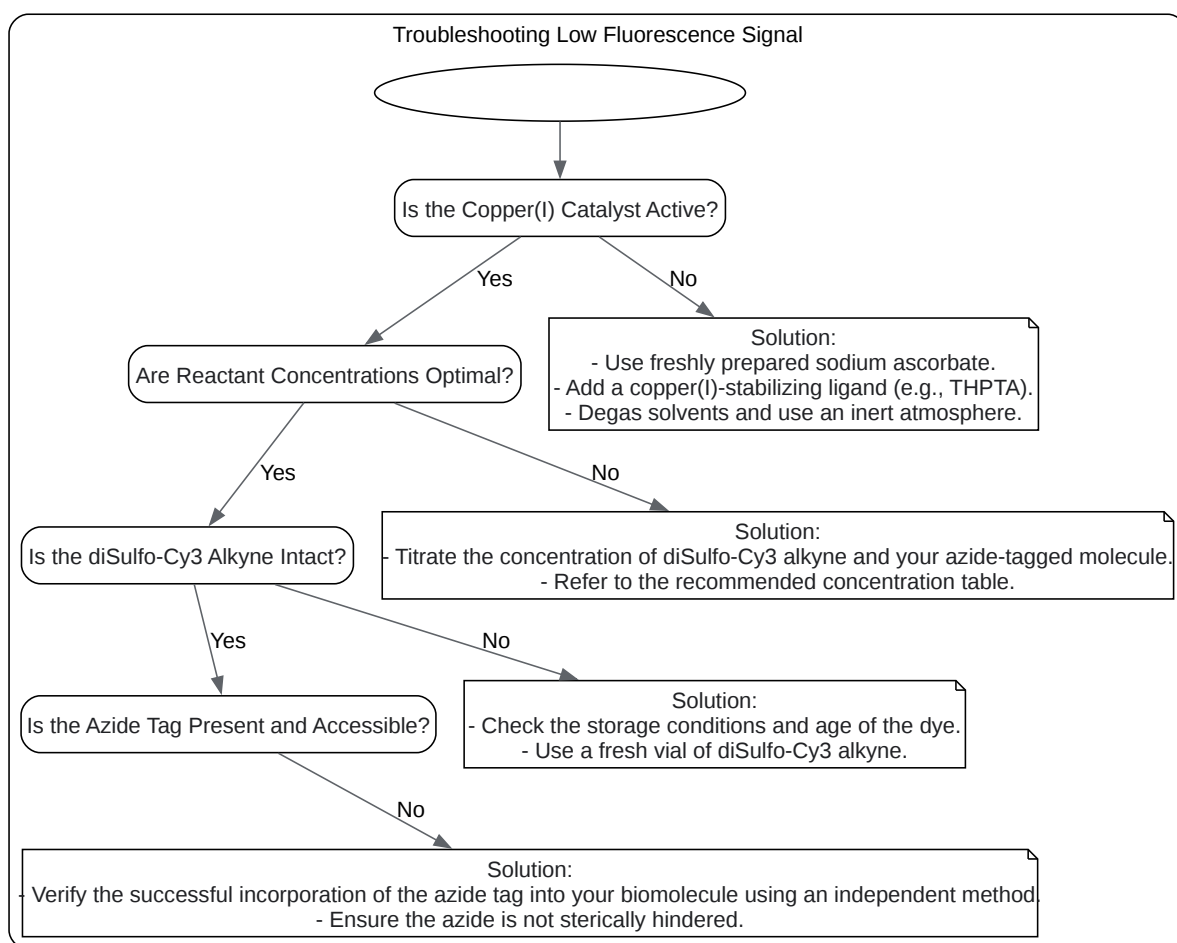 Troubleshooting Low Fluorescence Signal
Is the Copper(I) Catalyst Active?
Yes
No
Solution:
- Use freshly prepared sodium ascorbate.
- Add a copper(I)-stabilizing ligand (e.g., THPTA).
- Degas solvents and use an inert atmosphere.
Are Reactant Concentrations Optimal?
Yes
No
Solution:
- Titrate the concentration of diSulfo-Cy3 alkyne and your azide-tagged molecule.
- Refer to the recommended concentration table.
Is the diSulfo-Cy3 Alkyne Intact?
Yes
No
Solution:
- Check the storage conditions and age of the dye.
- Use a fresh vial of diSulfo-Cy3 alkyne.
Is the Azide Tag Present and Accessible?
No
Solution:
- Verify the successful incorporation of the azide tag into your biomolecule using an independent method.
- Ensure the azide is not sterically hindered.